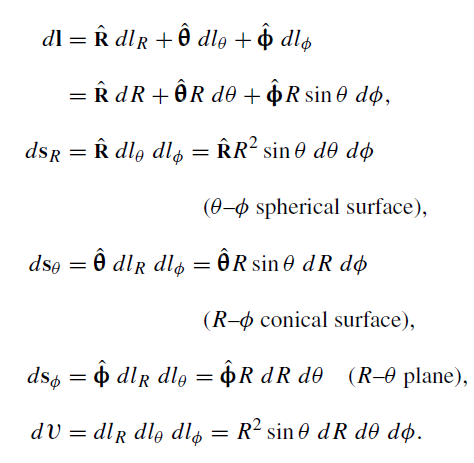 d𝐥 = 𝐑̂ dl_R + 𝛉̂ dl_θ + 𝛟̂ dl_ϕ
= 𝐑̂ dR + 𝛉̂R dθ + 𝛟̂R sin θ dϕ,
d𝐬_R = 𝐑̂ dl_θ dl_ϕ = 𝐑̂R² sin θ dθ dϕ
(θ–ϕ spherical surface),
d𝐬_θ = 𝛉̂ dl_R dl_ϕ = 𝛉̂R sin θ dR dϕ
(R–ϕ conical surface),
d𝐬_ϕ = 𝛟̂ dl_R dl_θ = 𝛟̂R dR dθ (R–θ plane),
d𝒱 = dl_R dl_θ dl_ϕ = R² sin θ dR dθ dϕ.